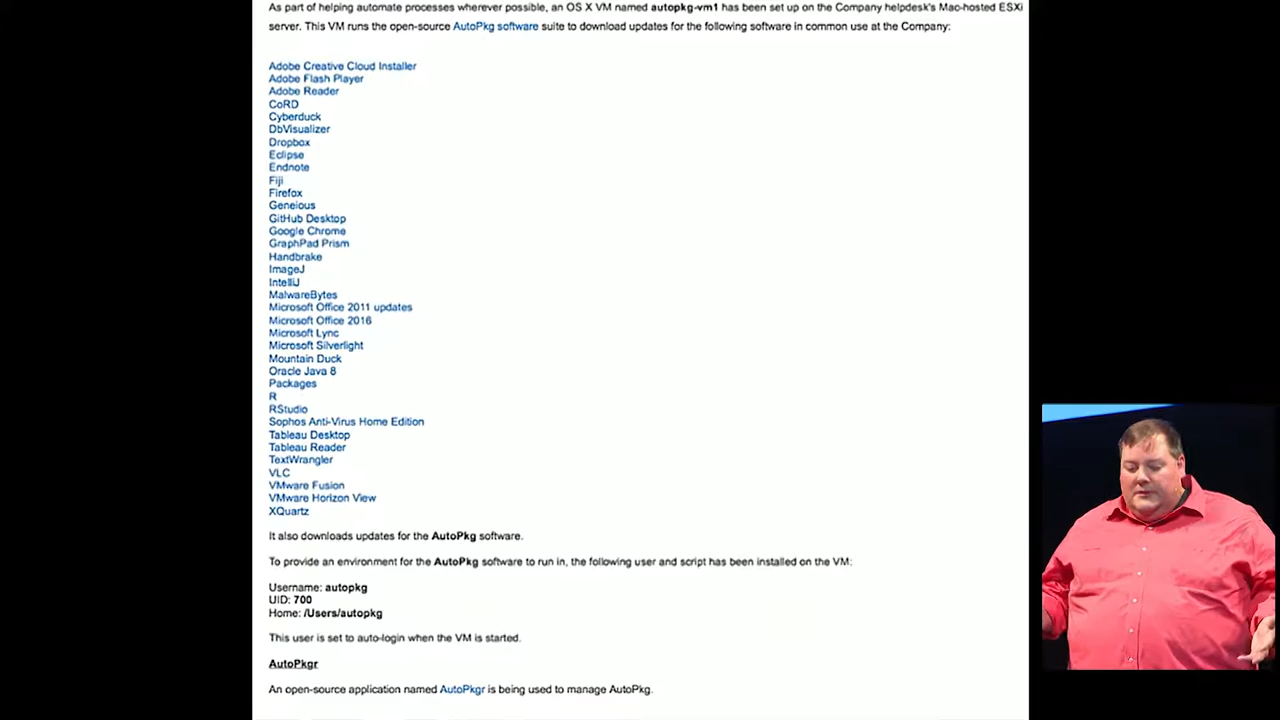 As part of helping automate processes wherever possible, an OS X VM named autopkg-vm1 has been set up on the Company helpdesk's Mac-hosted ESXi
server. This VM runs the open-source AutoPkg software suite to download updates for the following software in common use at the Company:
Adobe Creative Cloud Installer
Adobe Flash Player
Adobe Reader
CoRD
Cyberduck
DbVisualizer
Dropbox
Eclipse
Endnote
Fiji
Firefox
Geneious
GitHub Desktop
Google Chrome
GraphPad Prism
Handbrake
ImageJ
IntelliJ
MalwareBytes
Microsoft Office 2011 updates
Microsoft Office 2016
Microsoft Lync
Microsoft Silverlight
Mountain Duck
Oracle Java 8
Packages
R
RStudio
Sophos Anti-Virus Home Edition
Tableau Desktop
Tableau Reader
TextWrangler
VLC
VMware Fusion
VMware Horizon View
XQuartz
It also downloads updates for the AutoPkg software.
To provide an environment for the AutoPkg software to run in, the following user and script has been installed on the VM:
Username: autopkg
UID: 700
Home: /Users/autopkg
This user is set to auto-login when the VM is started.
AutoPkgr
An open-source application named AutoPkgr is being used to manage AutoPkg.